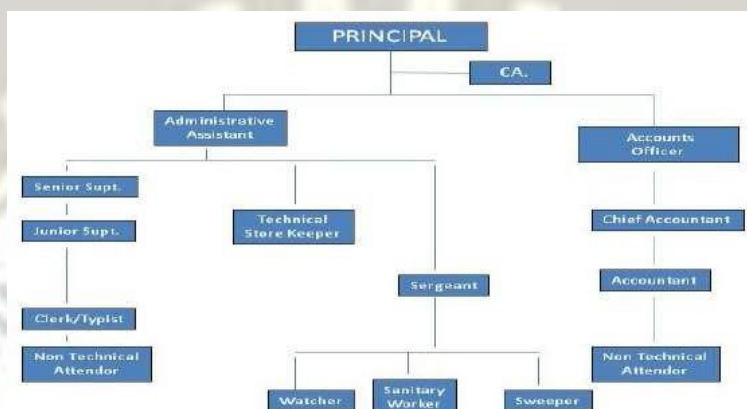 PRINCIPAL
CA.
Administrative
Assistant
Accounts
Officer
Senior Supt.
Technical
Store Keeper
Chief Accountant
Junior Supt.
Sergeant
Accountant
Clerk/Typist
Non Technical
Attendor
Non Technical
Attendor
Watcher
Sanitary
Worker
Sweeper